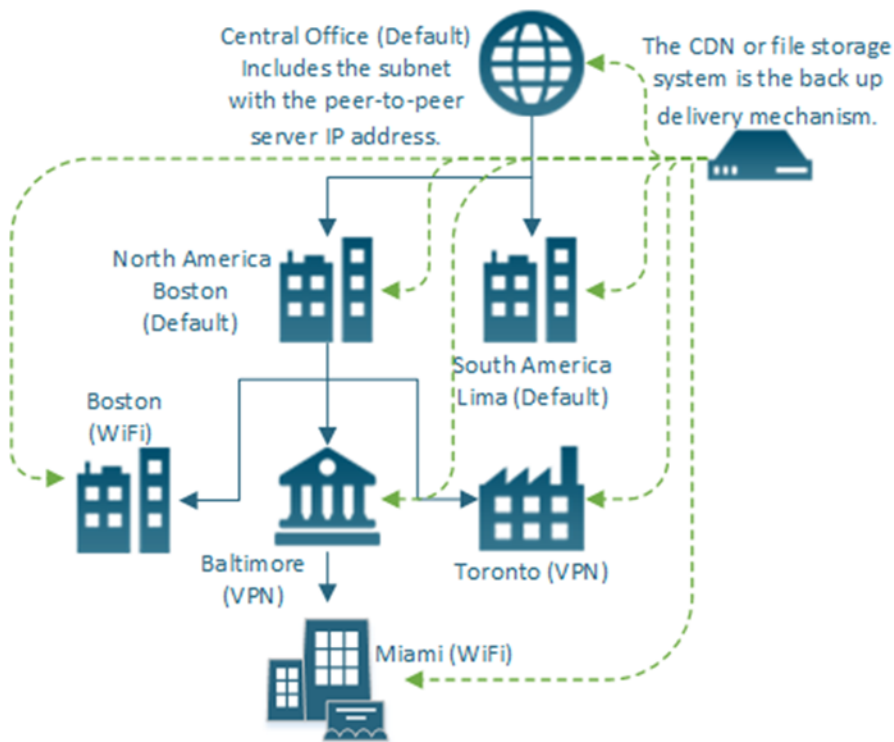 Central Office (Default)
Includes the subnet
with the peer-to-peer
server IP address.
The CDN or file storage
system is the back up
delivery mechanism.
North America
Boston
(Default)
South America
Lima (Default)
Boston
(WiFi)
Baltimore
(VPN)
Toronto (VPN)
Miami (WiFi)